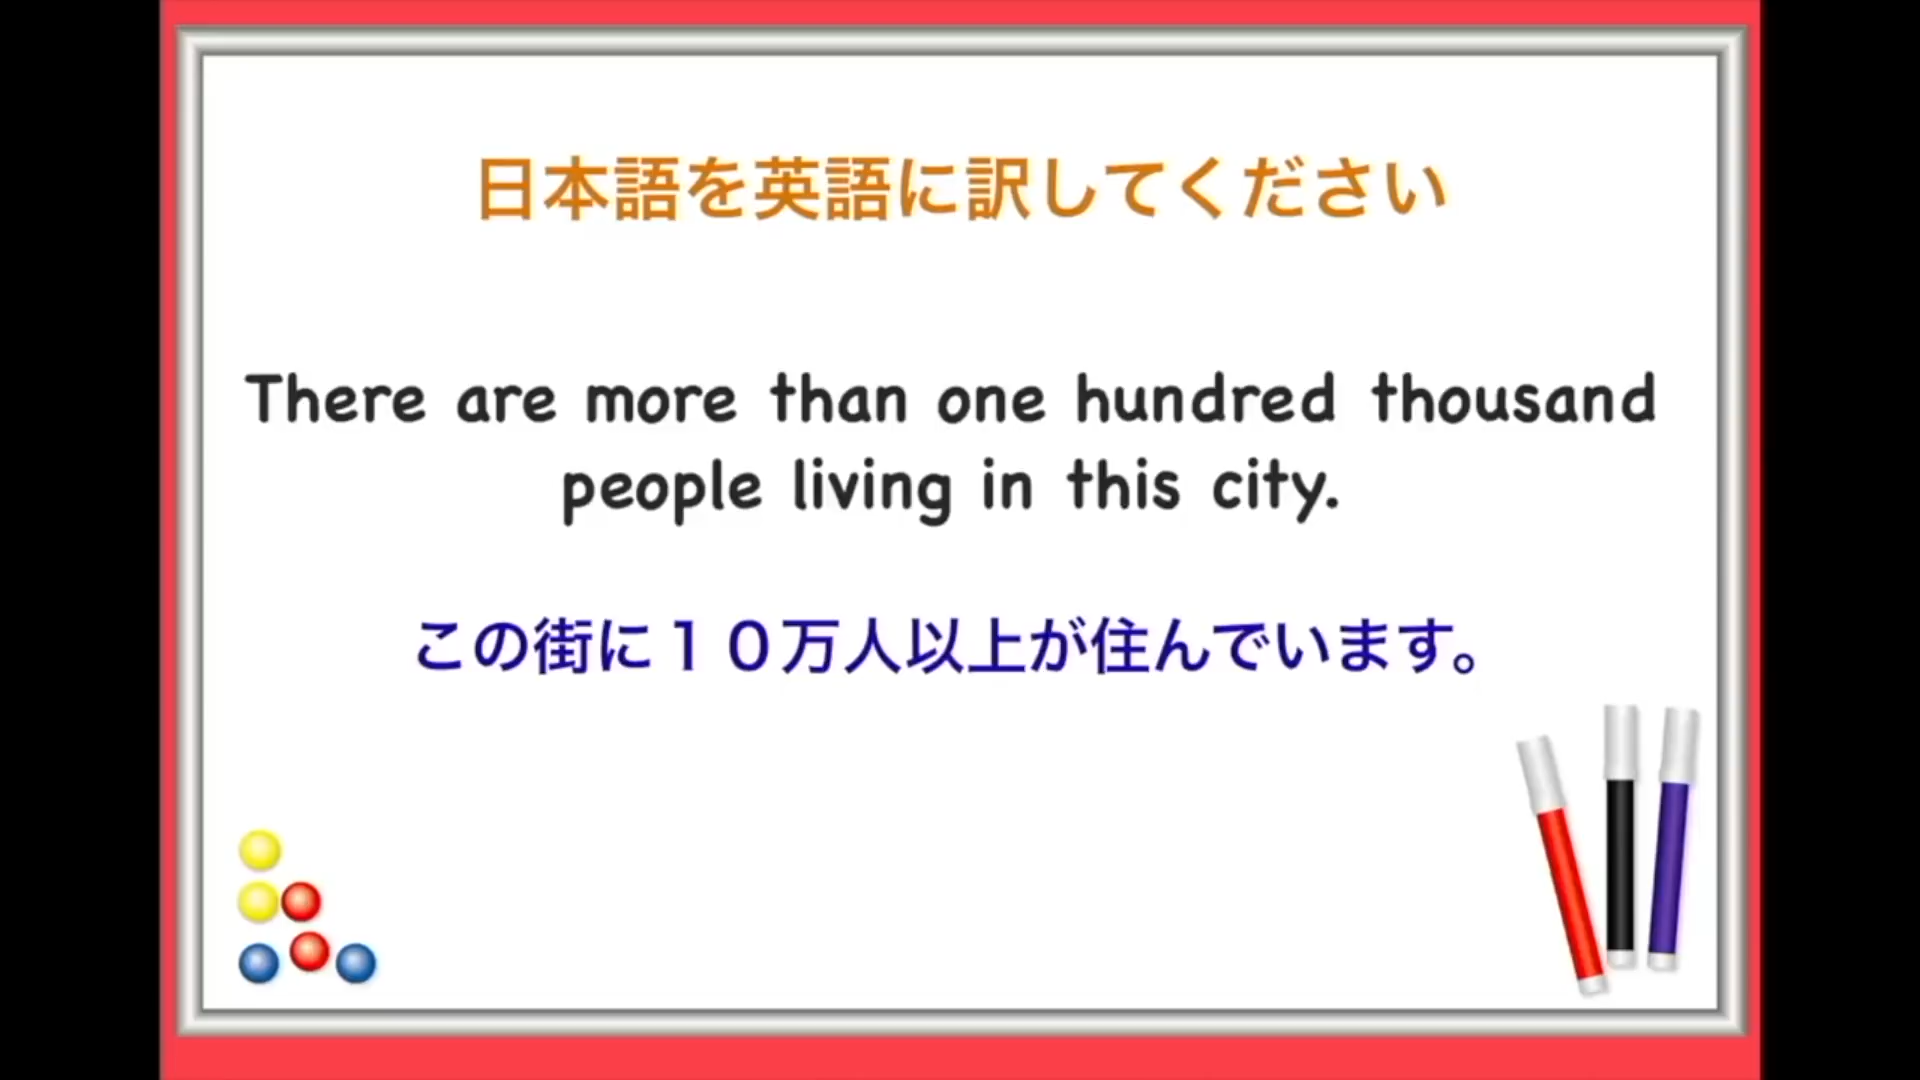 日本語を英語に訳してください
There are more than one hundred thousand
people living in this city.
この街に１０万人以上が住んでいます。